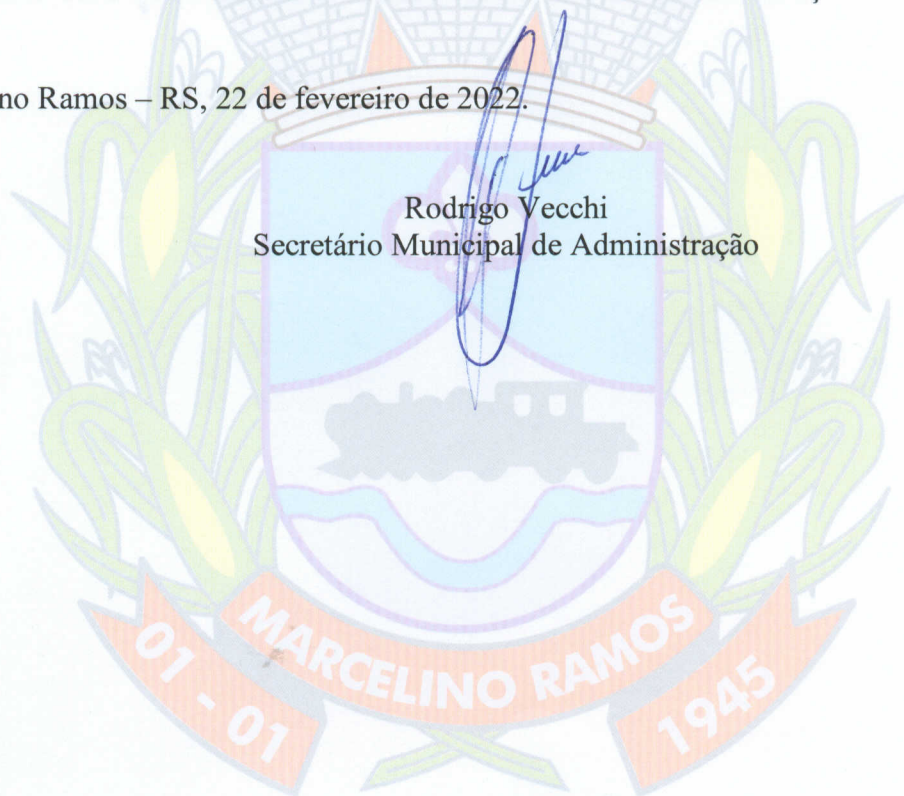 no Ramos – RS, 22 de fevereiro de 2022.
Rodrigo Vecchi
Secretário Municipal de Administração
MARCELINO RAMOS
01 - 01
1945